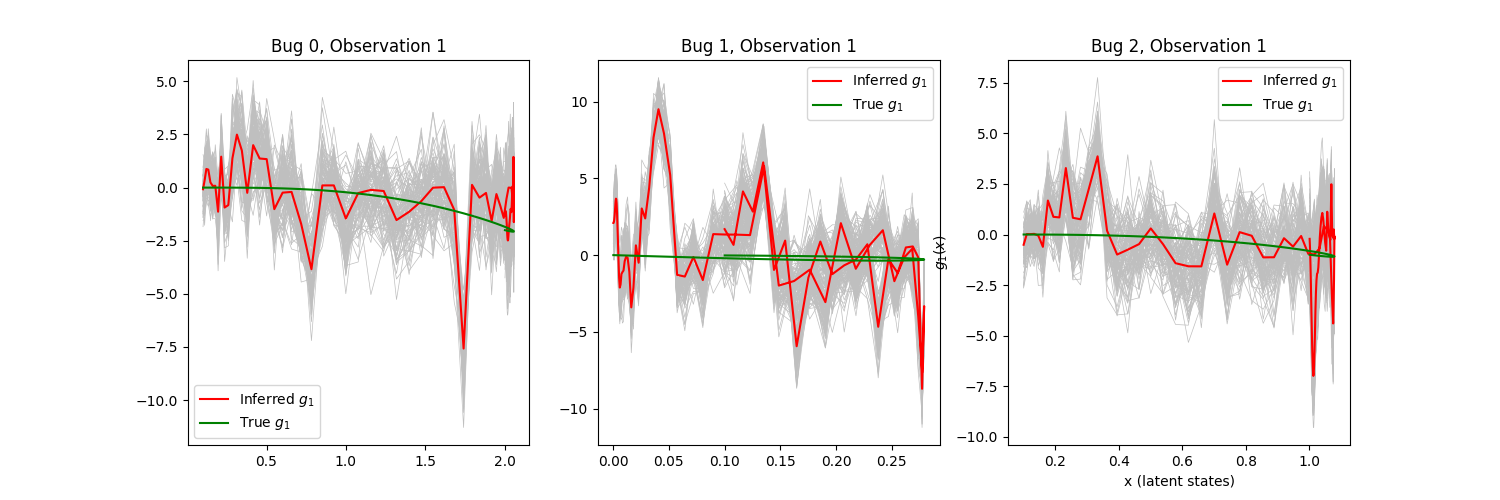 Bug 0, Observation 1
5.0
2.5
0.0
−2.5
−5.0
−7.5
−10.0
0.5 1.0 1.5 2.0
Inferred g₁
True g₁
Bug 1, Observation 1
10
5
0
−5
−10
0.00 0.05 0.10 0.15 0.20 0.25
Inferred g₁
True g₁
Bug 2, Observation 1
g₁(x)
7.5
5.0
2.5
0.0
−2.5
−5.0
−7.5
−10.0
0.2 0.4 0.6 0.8 1.0
x (latent states)
Inferred g₁
True g₁